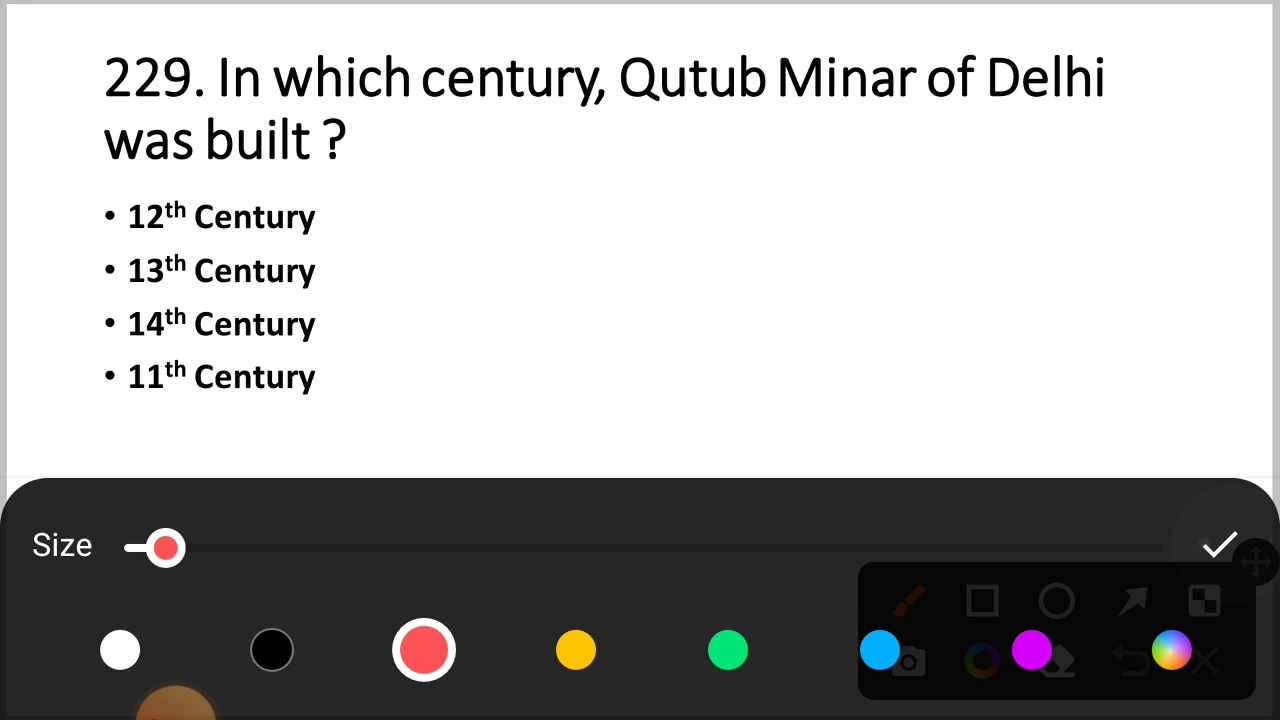 229. In which century, Qutub Minar of Delhi
was built ?
• 12th Century
• 13th Century
• 14th Century
• 11th Century
Size